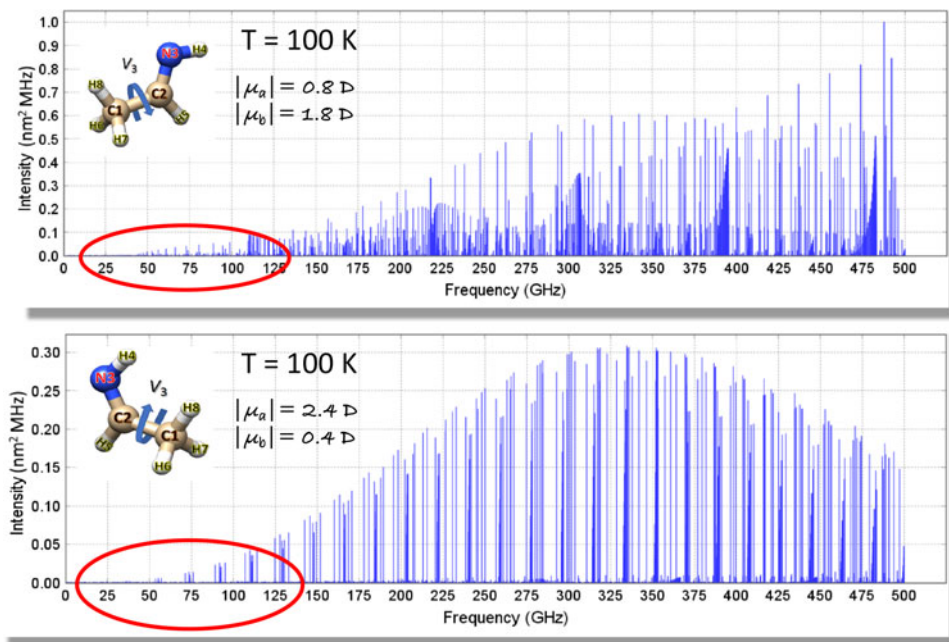 T = 100 K
|μa| = 0.8 D
|μb| = 1.8 D
V3
N3
H4
C2
H5
H8
C1
H6
H7
Intensity (nm2 MHz)
1.0
0.9
0.8
0.7
0.6
0.5
0.4
0.3
0.2
0.1
0.0
0 25 50 75 100 125 150 175 200 225 250 275 300 325 350 375 400 425 450 475 500
Frequency (GHz)
T = 100 K
|μa| = 2.4 D
|μb| = 0.4 D
H4
N3
V3
C2
H8
C1
H7
H6
Intensity (nm2 MHz)
0.30
0.25
0.20
0.15
0.10
0.05
0.00
0 25 50 75 100 125 150 175 200 225 250 275 300 325 350 375 400 425 450 475 500
Frequency (GHz)